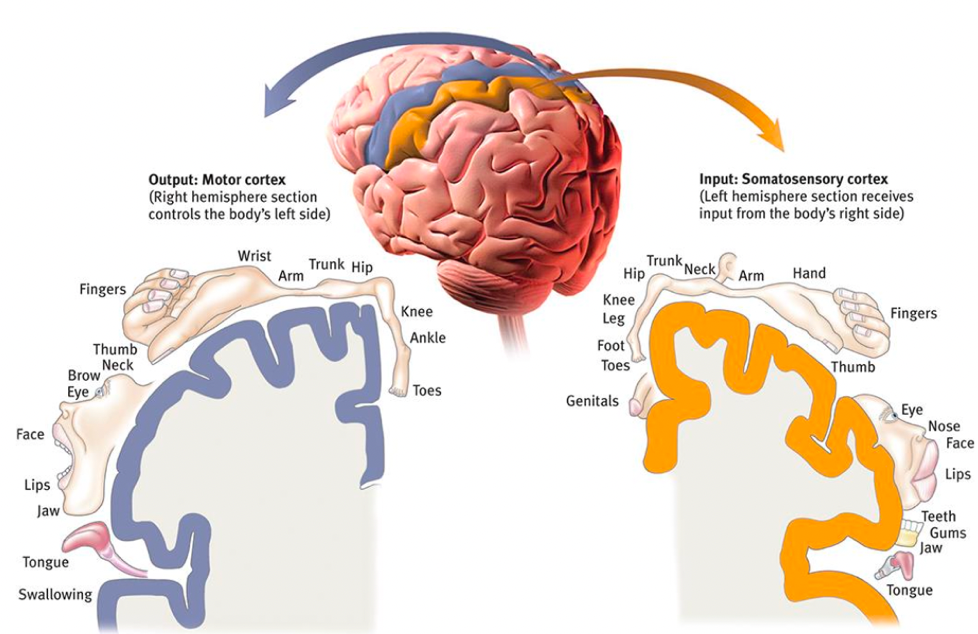 Output: Motor cortex
(Right hemisphere section
controls the body's left side)
Input: Somatosensory cortex
(Left hemisphere section receives
input from the body's right side)
Fingers
Wrist
Arm
Trunk
Hip
Knee
Ankle
Toes
Thumb
Neck
Brow
Eye
Face
Lips
Jaw
Tongue
Swallowing
Trunk
Neck
Arm
Hand
Hip
Knee
Leg
Foot
Toes
Genitals
Fingers
Thumb
Eye
Nose
Face
Lips
Teeth
Gums
Jaw
Tongue